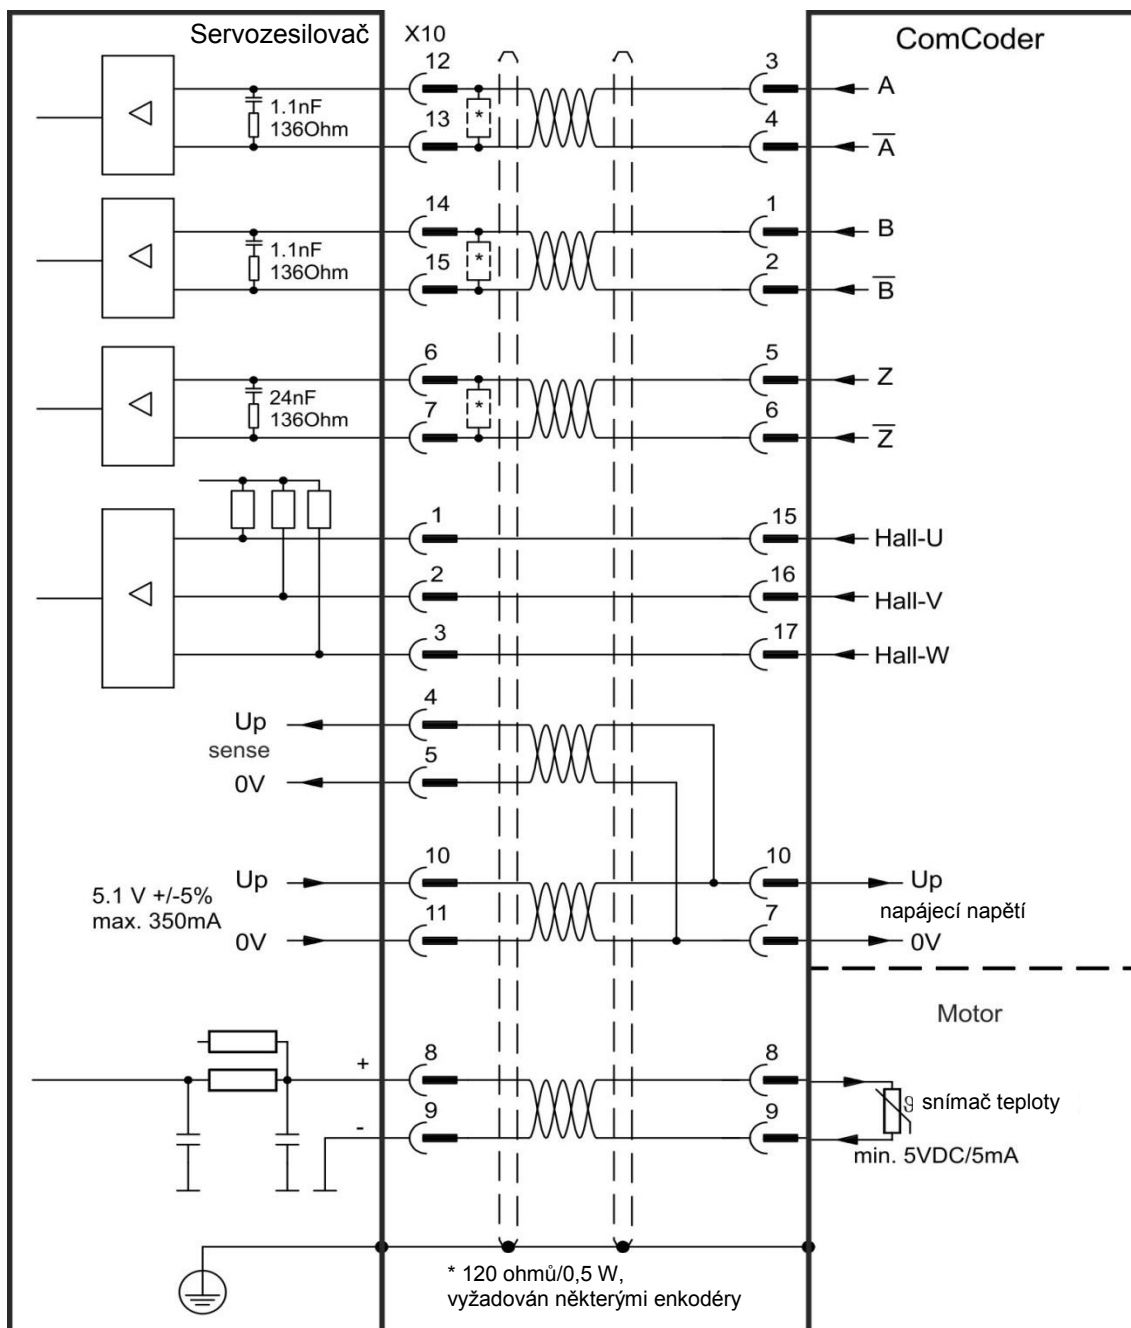 Servozesilovač X10 ComCoder
12 3 A
1.1nF
136Ohm
*
13 4 A̅
14 1 B
1.1nF
136Ohm
*
15 2 B̅
6 5 Z
24nF
136Ohm
*
7 6 Z̅
1 15 Hall-U
2 16 Hall-V
3 17 Hall-W
Up 4
sense
0V 5
Up 10 10 Up
5.1 V +/-5%
max. 350mA
napájecí napětí
0V 11 7 0V
Motor
+ 8 8
snímač teploty
- 9 9
min. 5VDC/5mA
* 120 ohmů/0,5 W,
vyžadován některými enkodéry